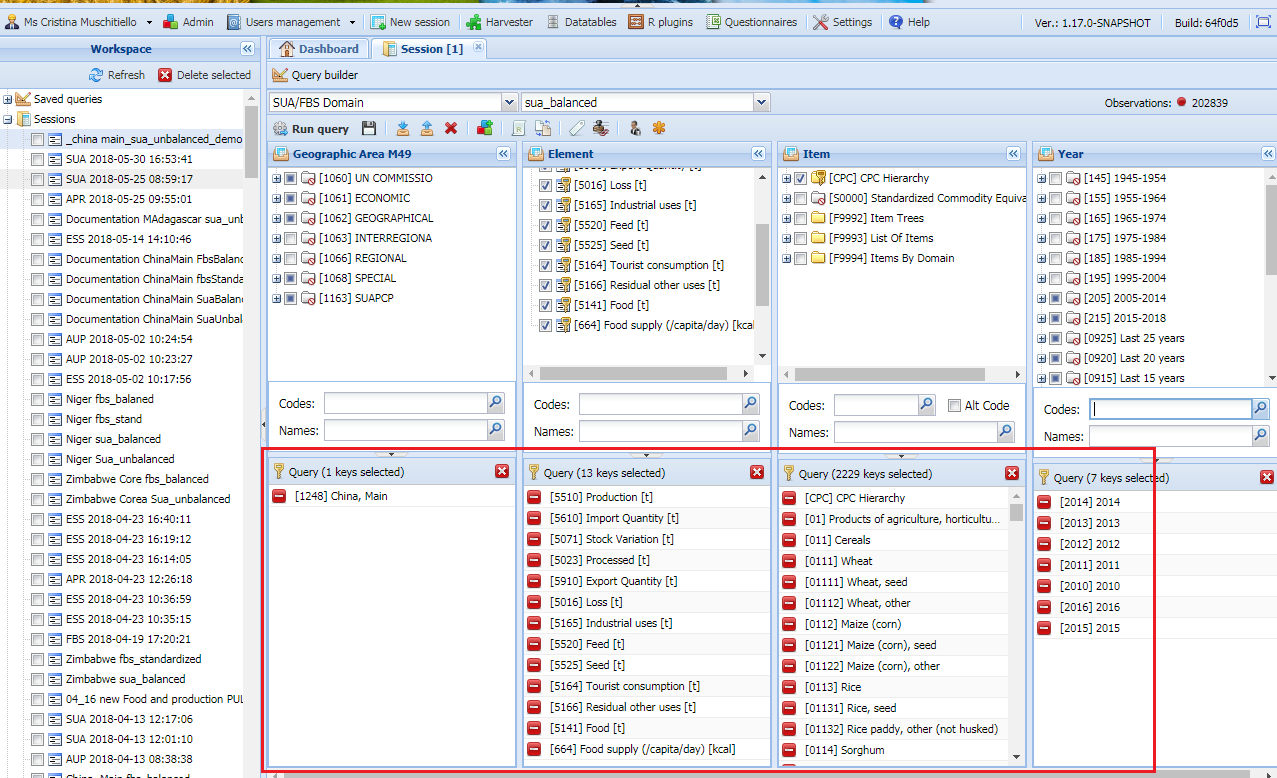 Ms Cristina Muschitiello Admin Users management New session Harvester Datatables R plugins Questionnaires Settings Help Ver.: 1.17.0-SNAPSHOT Build: 64f0d5
Workspace
Refresh Delete selected
Saved queries
Sessions
_china main_sua_unbalanced_demo
SUA 2018-05-30 16:53:41
SUA 2018-05-25 08:59:17
APR 2018-05-25 09:55:01
Documentation MAdagascar sua_unb
ESS 2018-05-14 14:10:46
Documentation ChinaMain FbsBalanc
Documentation ChinaMain fbsStanda
Documentation ChinaMain SuaBalanc
Documentation ChinaMain SuaUnbal
AUP 2018-05-02 10:24:54
AUP 2018-05-02 10:23:27
ESS 2018-05-02 10:17:56
Niger fbs_balaned
Niger fbs_stand
Niger sua_balanced
Niger Sua_unbalanced
Zimbabwe Core fbs_balanced
Zimbabwe Corea Sua_unbalanced
ESS 2018-04-23 16:40:11
ESS 2018-04-23 16:19:12
ESS 2018-04-23 16:14:05
APR 2018-04-23 12:26:18
ESS 2018-04-23 10:36:59
ESS 2018-04-23 10:35:15
FBS 2018-04-19 17:20:21
Zimbabwe fbs_standardized
Zimbabwe sua_balanced
04_16 new Food and production PUL
SUA 2018-04-13 12:17:06
SUA 2018-04-13 12:01:10
AUP 2018-04-13 08:38:38
China, Main fbs_balanced
Dashboard Session [1]
Query builder
SUA/FBS Domain sua_balanced Observations: 202839
Run query
Geographic Area M49
[1060] UN COMMISSIO
[1061] ECONOMIC
[1062] GEOGRAPHICAL
[1063] INTERREGIONA
[1066] REGIONAL
[1068] SPECIAL
[1163] SUAPCP
Codes:
Names:
Query (1 keys selected)
[1248] China, Main
Element
[5016] Loss [t]
[5165] Industrial uses [t]
[5520] Feed [t]
[5525] Seed [t]
[5164] Tourist consumption [t]
[5166] Residual other uses [t]
[5141] Food [t]
[664] Food supply (/capita/day) [kcal
Codes:
Names:
Query (13 keys selected)
[5510] Production [t]
[5610] Import Quantity [t]
[5071] Stock Variation [t]
[5023] Processed [t]
[5910] Export Quantity [t]
[5016] Loss [t]
[5165] Industrial uses [t]
[5520] Feed [t]
[5525] Seed [t]
[5164] Tourist consumption [t]
[5166] Residual other uses [t]
[5141] Food [t]
[664] Food supply (/capita/day) [kcal]
Item
[CPC] CPC Hierarchy
[S0000] Standardized Commodity Equiva
[F9992] Item Trees
[F9993] List Of Items
[F9994] Items By Domain
Codes: Alt Code
Names:
Query (2229 keys selected)
[CPC] CPC Hierarchy
[01] Products of agriculture, horticultu...
[011] Cereals
[0111] Wheat
[01111] Wheat, seed
[01112] Wheat, other
[0112] Maize (corn)
[01121] Maize (corn), seed
[01122] Maize (corn), other
[0113] Rice
[01131] Rice, seed
[01132] Rice paddy, other (not husked)
[0114] Sorghum
Year
[145] 1945-1954
[155] 1955-1964
[165] 1965-1974
[175] 1975-1984
[185] 1985-1994
[195] 1995-2004
[205] 2005-2014
[215] 2015-2018
[0925] Last 25 years
[0920] Last 20 years
[0915] Last 15 years
Codes:
Names:
Query (7 keys selected)
[2014] 2014
[2013] 2013
[2012] 2012
[2011] 2011
[2010] 2010
[2016] 2016
[2015] 2015